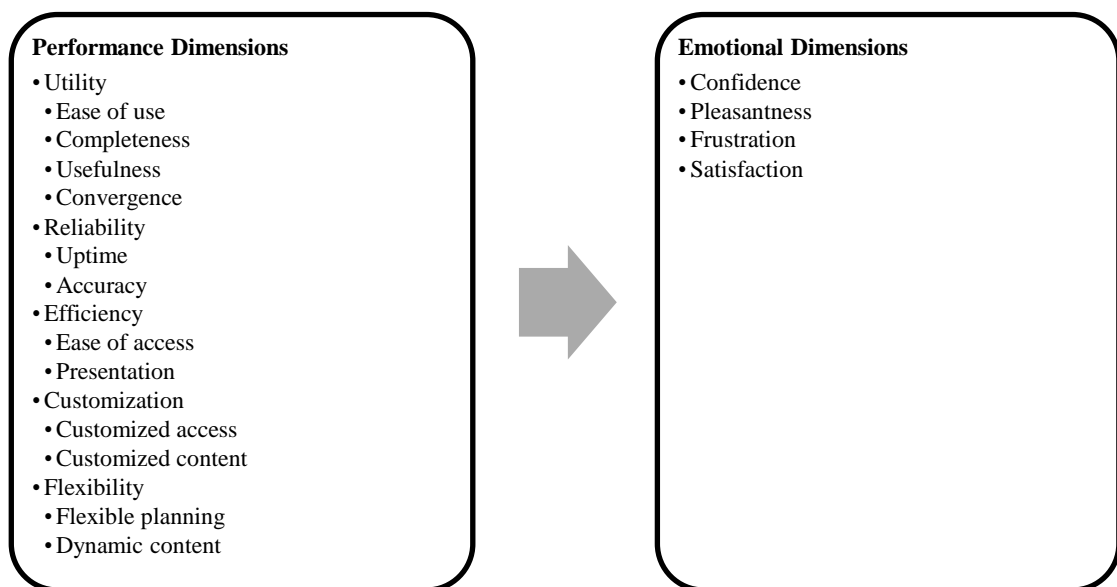 Performance Dimensions
• Utility
• Ease of use
• Completeness
• Usefulness
• Convergence
• Reliability
• Uptime
• Accuracy
• Efficiency
• Ease of access
• Presentation
• Customization
• Customized access
• Customized content
• Flexibility
• Flexible planning
• Dynamic content
Emotional Dimensions
• Confidence
• Pleasantness
• Frustration
• Satisfaction